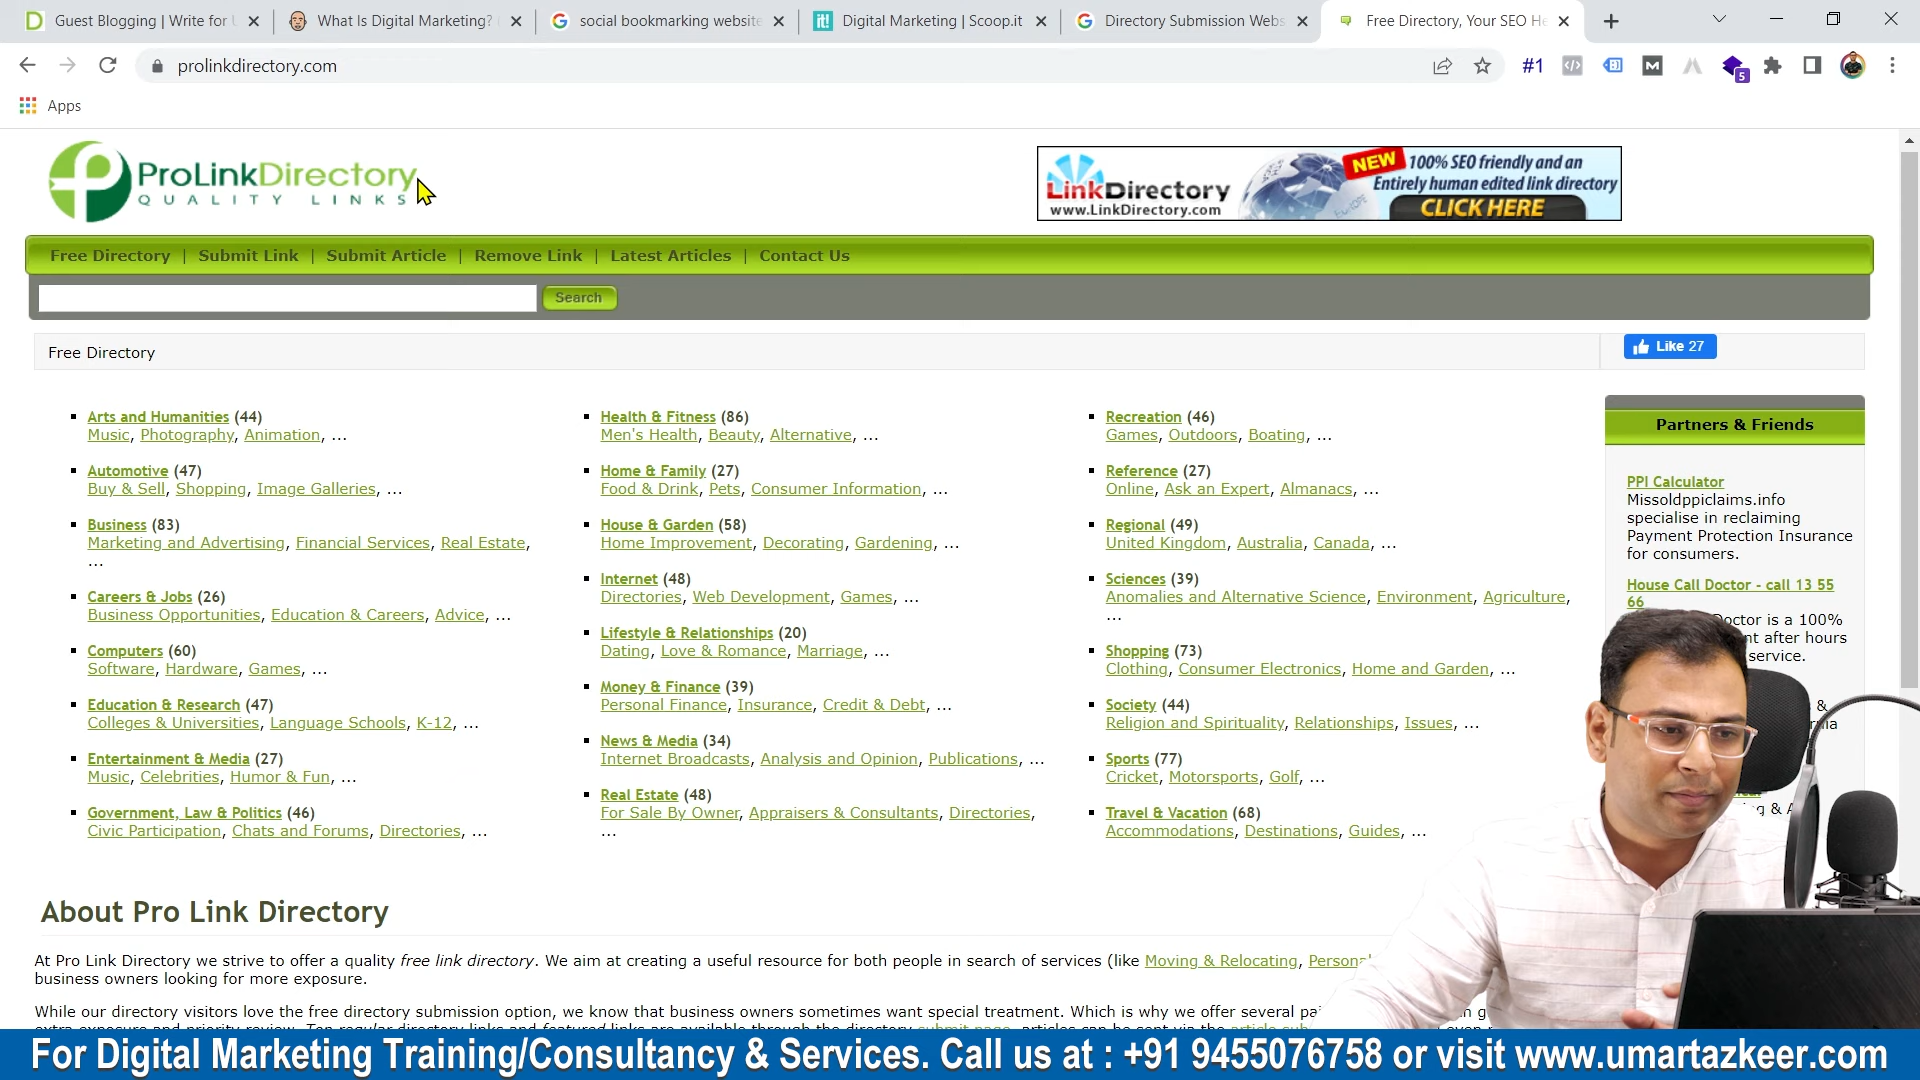 Guest Blogging | Write for
What Is Digital Marketing?
social bookmarking website
Digital Marketing | Scoop.it
Directory Submission Webs
Free Directory, Your SEO He
prolinkdirectory.com
#1
5
Apps
ProLinkDirectory
QUALITY LINKS
LinkDirectory
www.LinkDirectory.com
NEW 100% SEO friendly and an
Entirely human edited link directory
CLICK HERE
Free Directory | Submit Link | Submit Article | Remove Link | Latest Articles | Contact Us
Search
Free Directory
Like 27
Arts and Humanities (44)
Music, Photography, Animation, ...
Automotive (47)
Buy & Sell, Shopping, Image Galleries, ...
Business (83)
Marketing and Advertising, Financial Services, Real Estate,
...
Careers & Jobs (26)
Business Opportunities, Education & Careers, Advice, ...
Computers (60)
Software, Hardware, Games, ...
Education & Research (47)
Colleges & Universities, Language Schools, K-12, ...
Entertainment & Media (27)
Music, Celebrities, Humor & Fun, ...
Government, Law & Politics (46)
Civic Participation, Chats and Forums, Directories, ...
Health & Fitness (86)
Men's Health, Beauty, Alternative, ...
Home & Family (27)
Food & Drink, Pets, Consumer Information, ...
House & Garden (58)
Home Improvement, Decorating, Gardening, ...
Internet (48)
Directories, Web Development, Games, ...
Lifestyle & Relationships (20)
Dating, Love & Romance, Marriage, ...
Money & Finance (39)
Personal Finance, Insurance, Credit & Debt, ...
News & Media (34)
Internet Broadcasts, Analysis and Opinion, Publications, ...
Real Estate (48)
For Sale By Owner, Appraisers & Consultants, Directories,
...
Recreation (46)
Games, Outdoors, Boating, ...
Reference (27)
Online, Ask an Expert, Almanacs, ...
Regional (49)
United Kingdom, Australia, Canada, ...
Sciences (39)
Anomalies and Alternative Science, Environment, Agriculture,
...
Shopping (73)
Clothing, Consumer Electronics, Home and Garden, ...
Society (44)
Religion and Spirituality, Relationships, Issues, ...
Sports (77)
Cricket, Motorsports, Golf, ...
Travel & Vacation (68)
Accommodations, Destinations, Guides, ...
Partners & Friends
PPI Calculator
Missoldppiclaims.info
specialise in reclaiming
Payment Protection Insurance
for consumers.
House Call Doctor - call 13 55
66
Doctor is a 100%
after hours
service.
&
About Pro Link Directory
At Pro Link Directory we strive to offer a quality free link directory. We aim at creating a useful resource for both people in search of services (like Moving & Relocating,
business owners looking for more exposure.
While our directory visitors love the free directory submission option, we know that business owners sometimes want special treatment. Which is why we offer several
For Digital Marketing Training/Consultancy & Services. Call us at : +91 9455076758 or visit www.umartazkeer.com